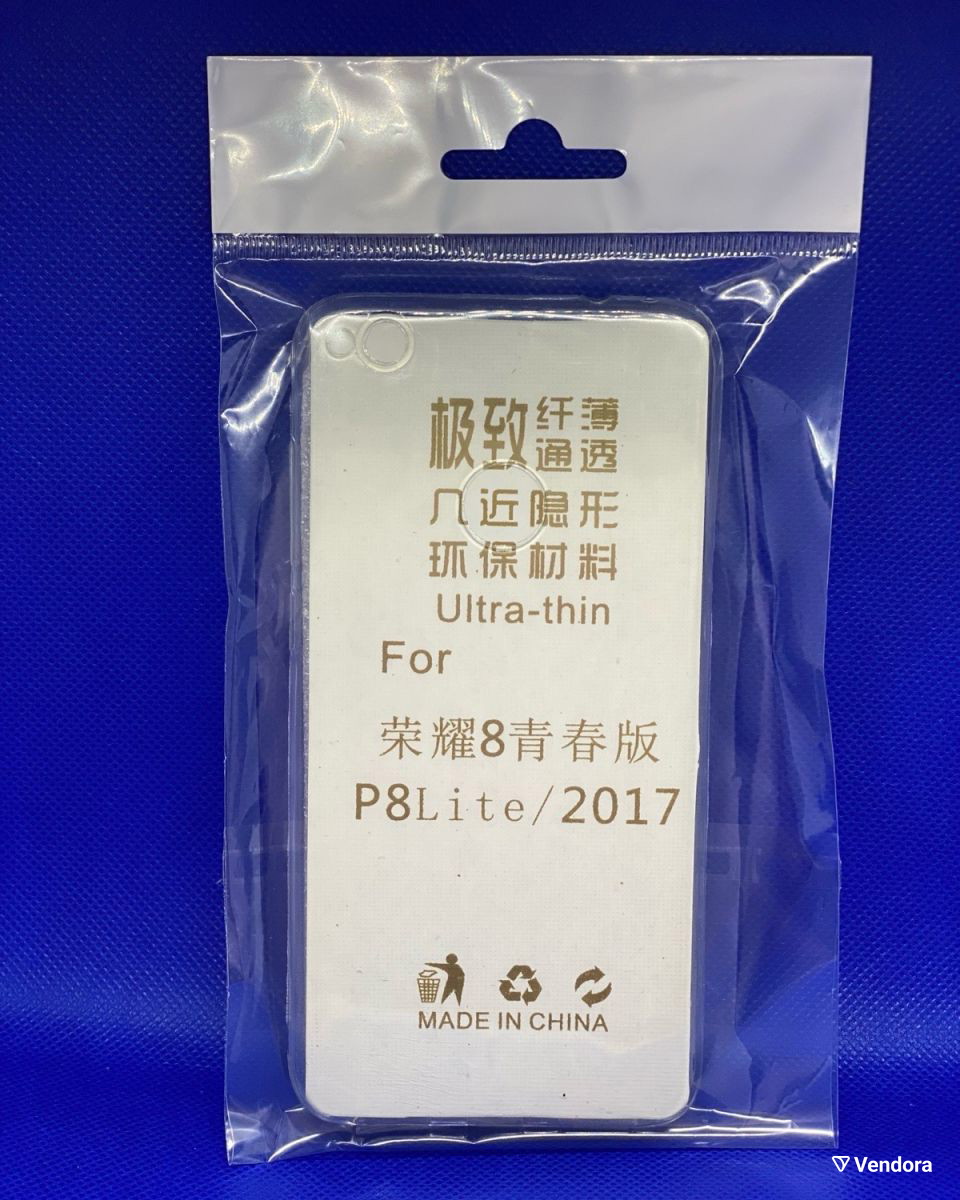 极致纤薄
通透
几近隐形
环保材料
Ultra-thin
For
荣耀8青春版
P8Lite/2017
MADE IN CHINA
Vendora